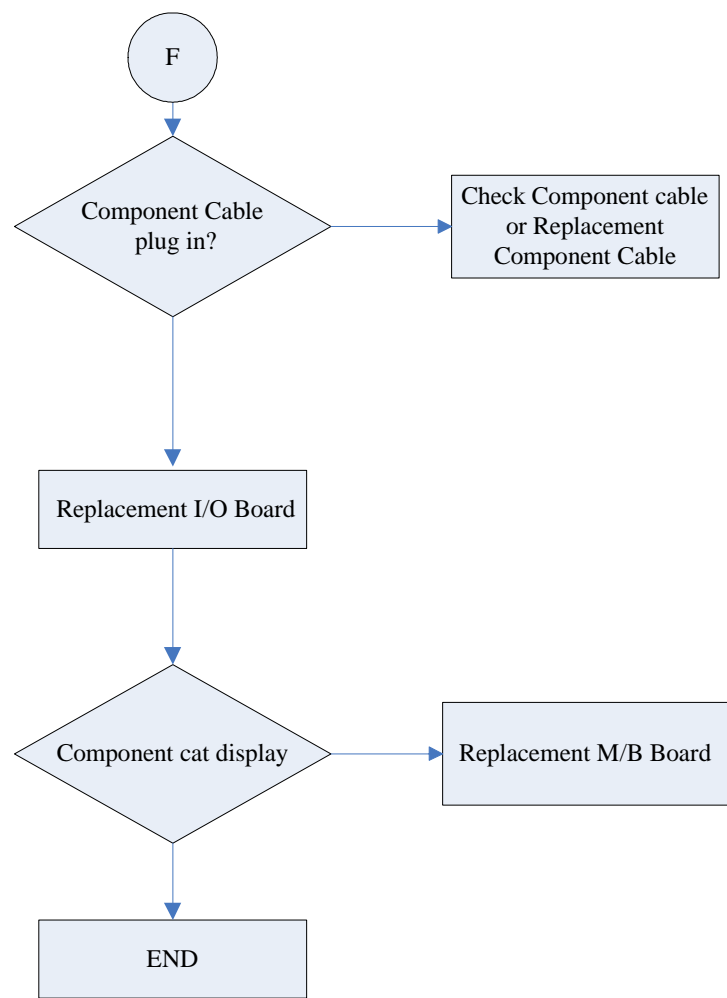 F
Component Cable
plug in?
Check Component cable
or Replacement
Component Cable
Replacement I/O Board
Component cat display
Replacement M/B Board
END